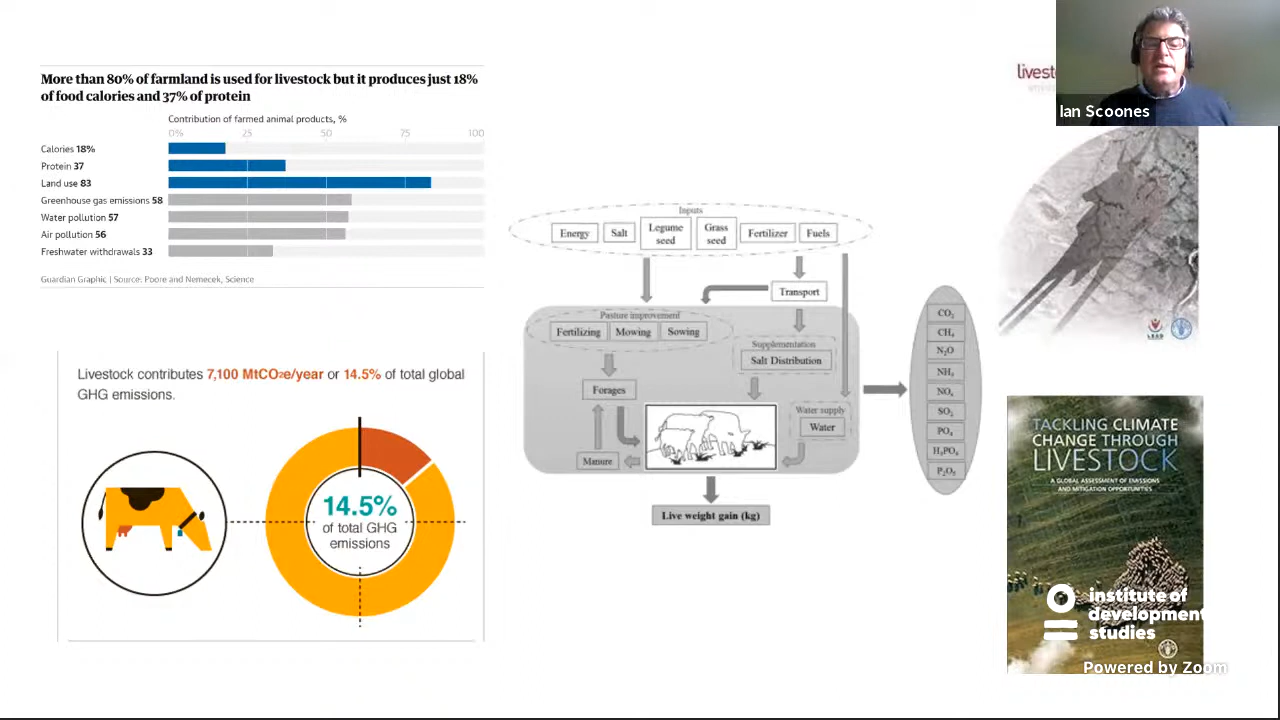 More than 80% of farmland is used for livestock but it produces just 18%
of food calories and 37% of protein
Contribution of farmed animal products, %
0% 25 50 75 100
Calories 18%
Protein 37
Land use 83
Greenhouse gas emissions 58
Water pollution 57
Air pollution 56
Freshwater withdrawals 33
Guardian Graphic | Source: Poore and Nemecek, Science
Livestock contributes 7,100 MtCO2e/year or 14.5% of total global
GHG emissions.
14.5%
of total GHG
emissions
Inputs
Energy
Salt
Legume
seed
Grass
seed
Fertilizer
Fuels
Transport
Pasture improvement
Fertilizing
Mowing
Sowing
Supplementation
Salt Distribution
Forages
Water supply
Water
Manure
Live weight gain (kg)
CO₂
CH₄
N₂O
SO₂
PO₄
H₃PO₄
P₂O₅
Ian Scoones
LEAD
TACKLING CLIMATE
CHANGE THROUGH
LIVESTOCK
A GLOBAL ASSESSMENT OF EMISSIONS
AND MITIGATION OPPORTUNITIES
institute of
development
studies
Powered by Zoom